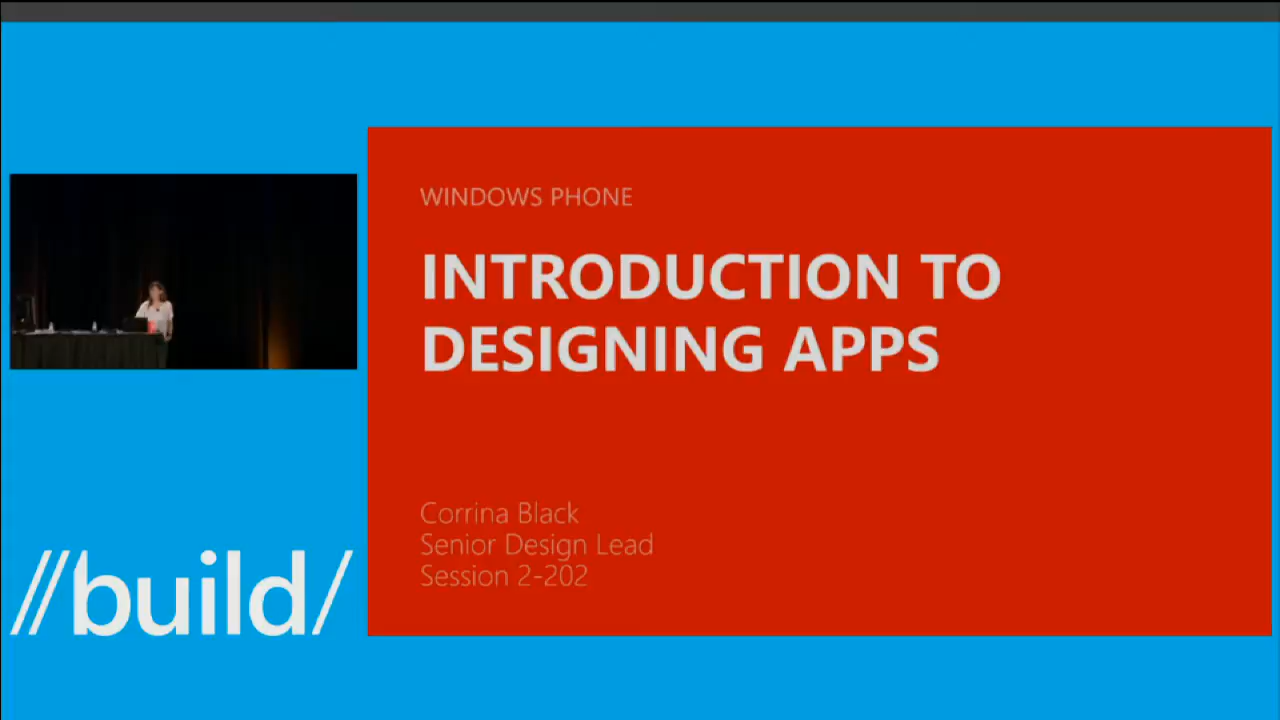 WINDOWS PHONE
INTRODUCTION TO
DESIGNING APPS
Corrina Black
Senior Design Lead
Session 2-202
//build/